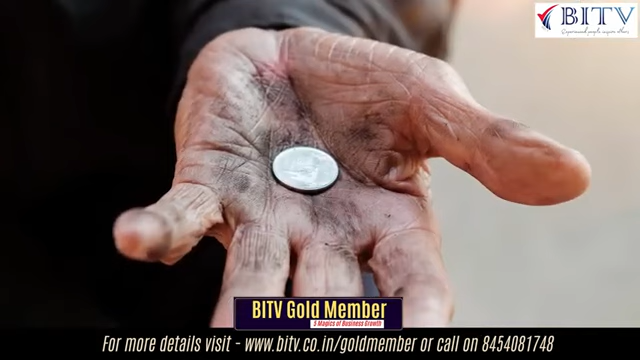 BITV
BITV Gold Member
5 Magics of Business Growth
For more details visit - www.bitv.co.in/goldmember or call on 8454081748